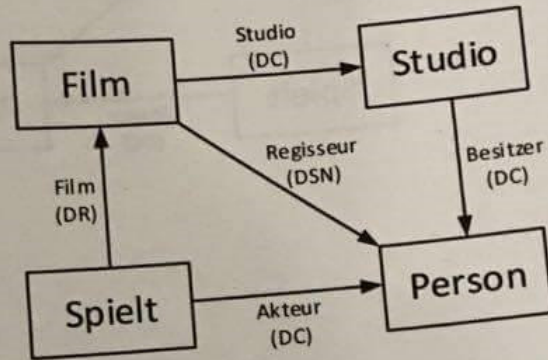 Studio
(DC)
Film
Studio
Regisseur
(DSN)
Besitzer
(DC)
Film
(DR)
Spielt
Akteur
(DC)
Person